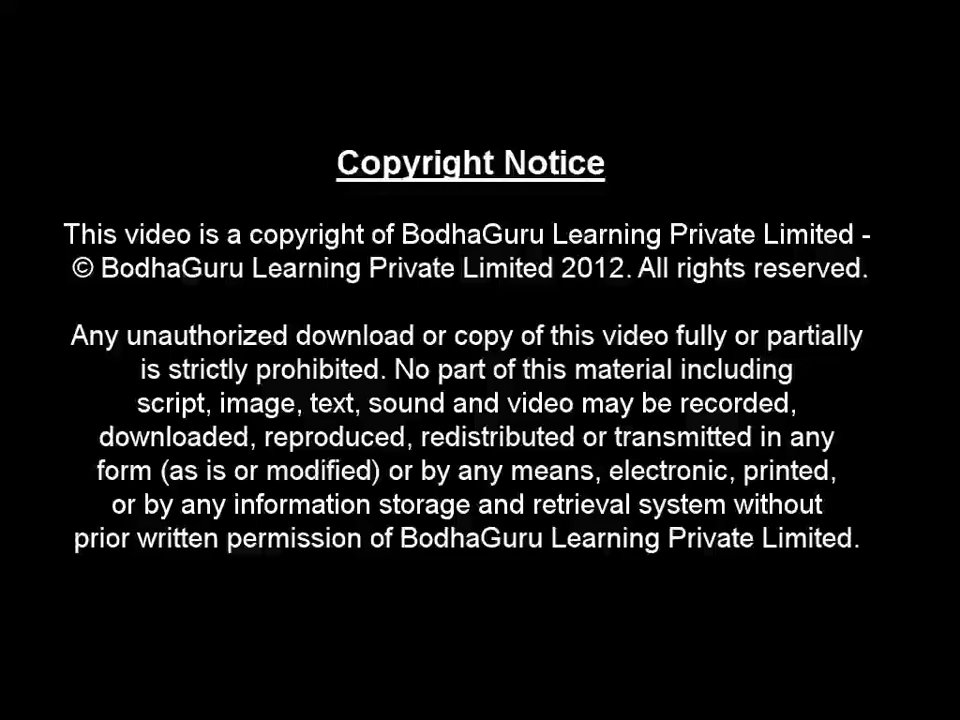 Copyright Notice
This video is a copyright of BodhaGuru Learning Private Limited -
© BodhaGuru Learning Private Limited 2012. All rights reserved.
Any unauthorized download or copy of this video fully or partially
is strictly prohibited. No part of this material including
script, image, text, sound and video may be recorded,
downloaded, reproduced, redistributed or transmitted in any
form (as is or modified) or by any means, electronic, printed,
or by any information storage and retrieval system without
prior written permission of BodhaGuru Learning Private Limited.